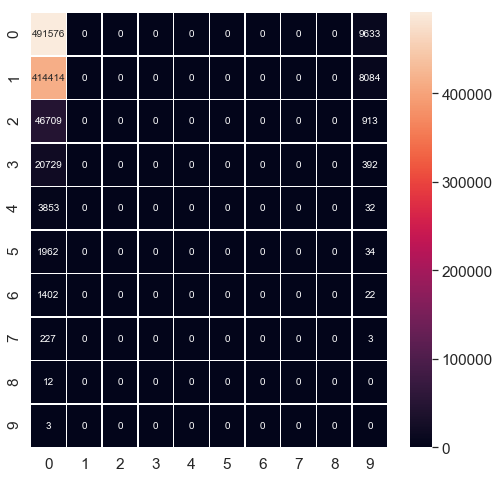 0 491576 0 0 0 0 0 0 0 0 9633
1 414414 0 0 0 0 0 0 0 0 8084
2 46709 0 0 0 0 0 0 0 0 913
3 20729 0 0 0 0 0 0 0 0 392
4 3853 0 0 0 0 0 0 0 0 32
5 1962 0 0 0 0 0 0 0 0 34
6 1402 0 0 0 0 0 0 0 0 22
7 227 0 0 0 0 0 0 0 0 3
8 12 0 0 0 0 0 0 0 0 0
9 3 0 0 0 0 0 0 0 0 0
0 1 2 3 4 5 6 7 8 9
400000
300000
200000
100000
0